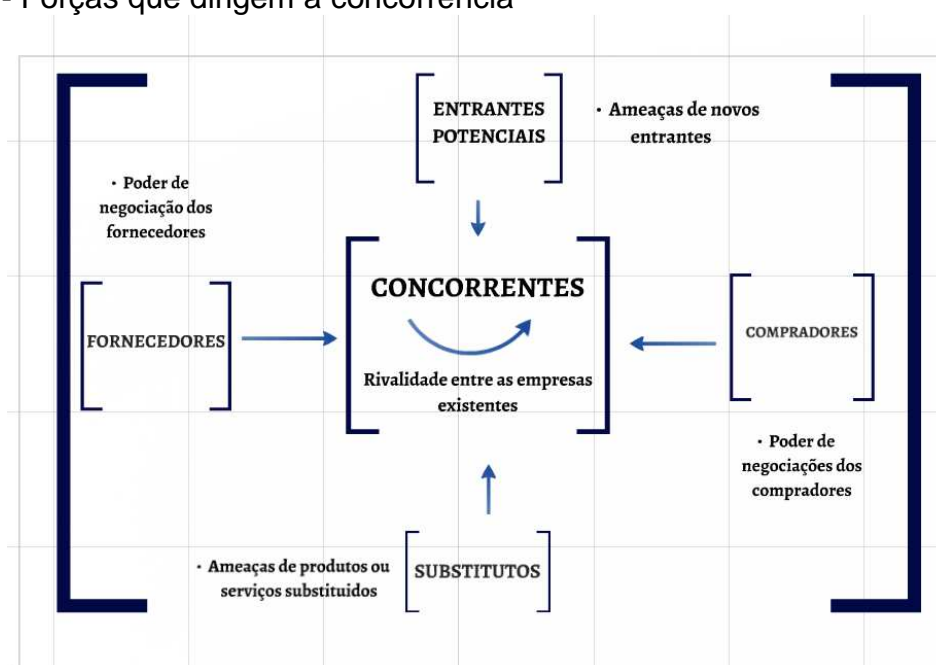 - Forças que dirigem a concorrência
ENTRANTES
POTENCIAIS
• Ameaças de novos
entrantes
• Poder de
negociação dos
fornecedores
FORNECEDORES
CONCORRENTES
Rivalidade entre as empresas
existentes
COMPRADORES
• Poder de
negociações dos
compradores
• Ameaças de produtos ou
serviços substituidos
SUBSTITUTOS